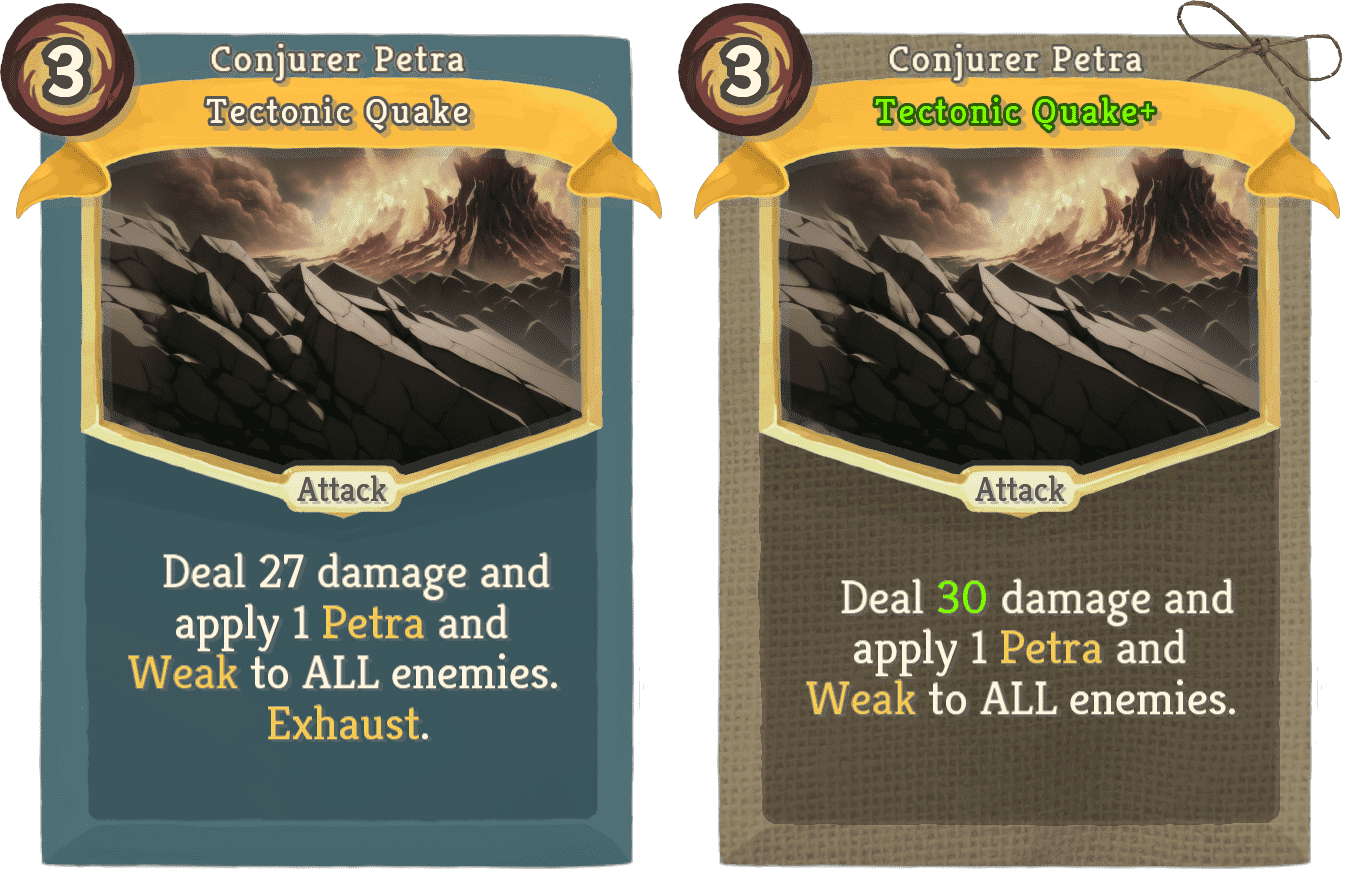 3
Conjurer Petra
Tectonic Quake
Attack
Deal 27 damage and
apply 1 Petra and
Weak to ALL enemies.
Exhaust.
3
Conjurer Petra
Tectonic Quake+
Attack
Deal 30 damage and
apply 1 Petra and
Weak to ALL enemies.